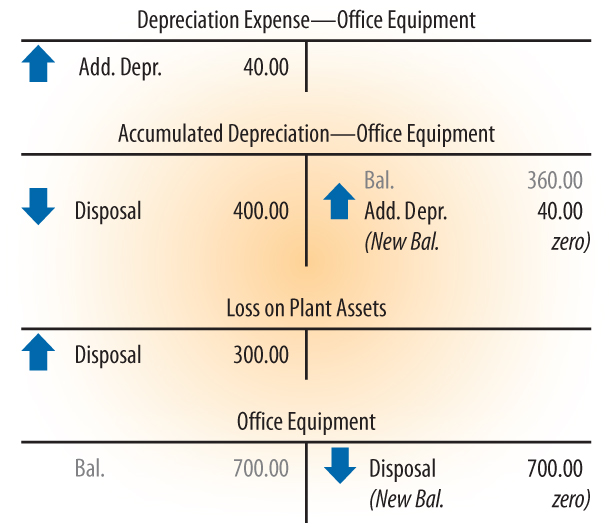 Depreciation Expense—Office Equipment
Add. Depr. 40.00
Accumulated Depreciation—Office Equipment
Bal. 360.00
Disposal 400.00 Add. Depr. 40.00
(New Bal. zero)
Loss on Plant Assets
Disposal 300.00
Office Equipment
Bal. 700.00 Disposal 700.00
(New Bal. zero)